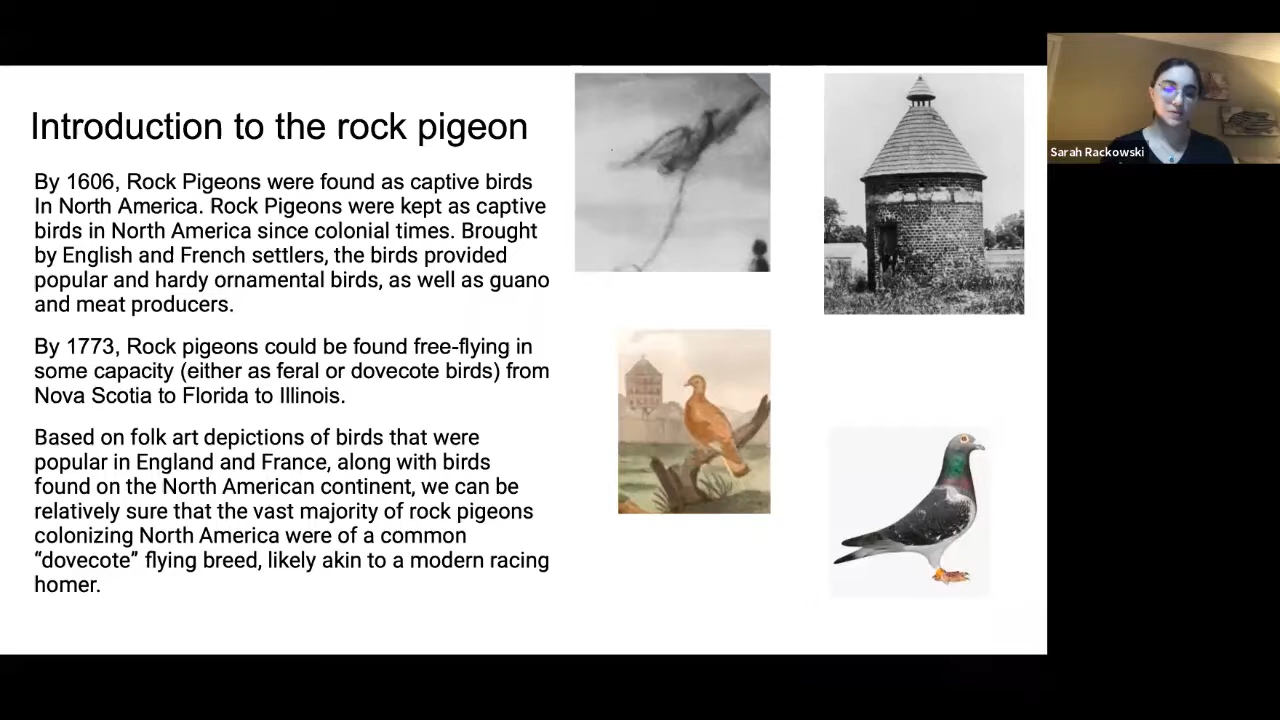 Introduction to the rock pigeon
By 1606, Rock Pigeons were found as captive birds
In North America. Rock Pigeons were kept as captive
birds in North America since colonial times. Brought
by English and French settlers, the birds provided
popular and hardy ornamental birds, as well as guano
and meat producers.
By 1773, Rock pigeons could be found free-flying in
some capacity (either as feral or dovecote birds) from
Nova Scotia to Florida to Illinois.
Based on folk art depictions of birds that were
popular in England and France, along with birds
found on the North American continent, we can be
relatively sure that the vast majority of rock pigeons
colonizing North America were of a common
“dovecote” flying breed, likely akin to a modern racing
homer.
Sarah Rackowski